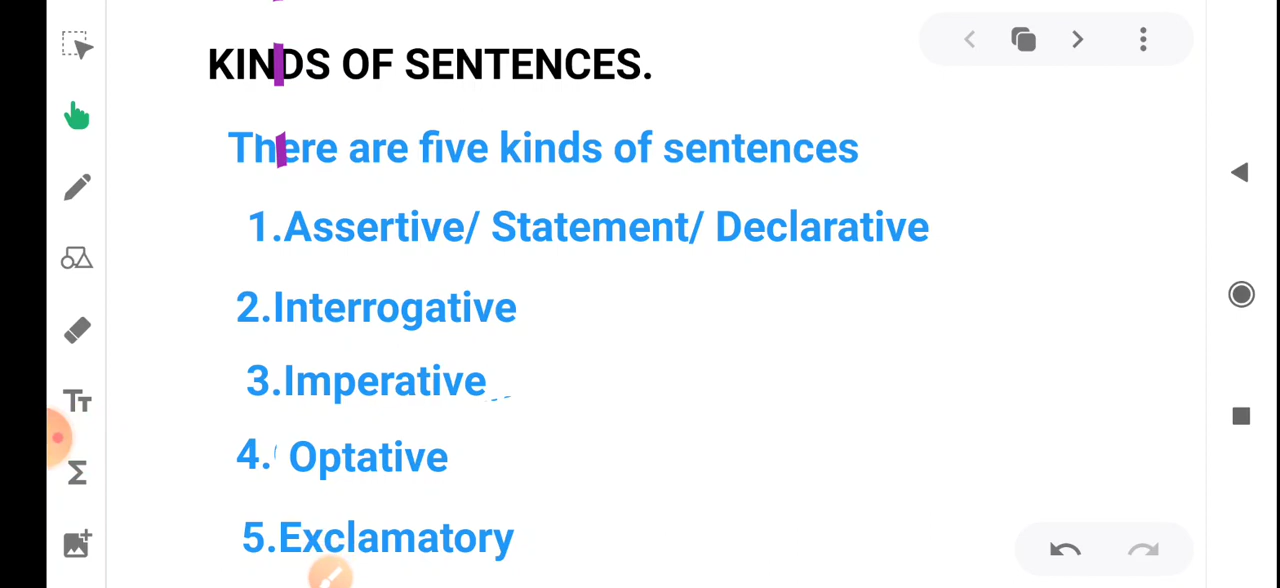 KINDS OF SENTENCES.
There are five kinds of sentences
1.Assertive/ Statement/ Declarative
2.Interrogative
3.Imperative
4. Optative
5.Exclamatory
TT
Σ